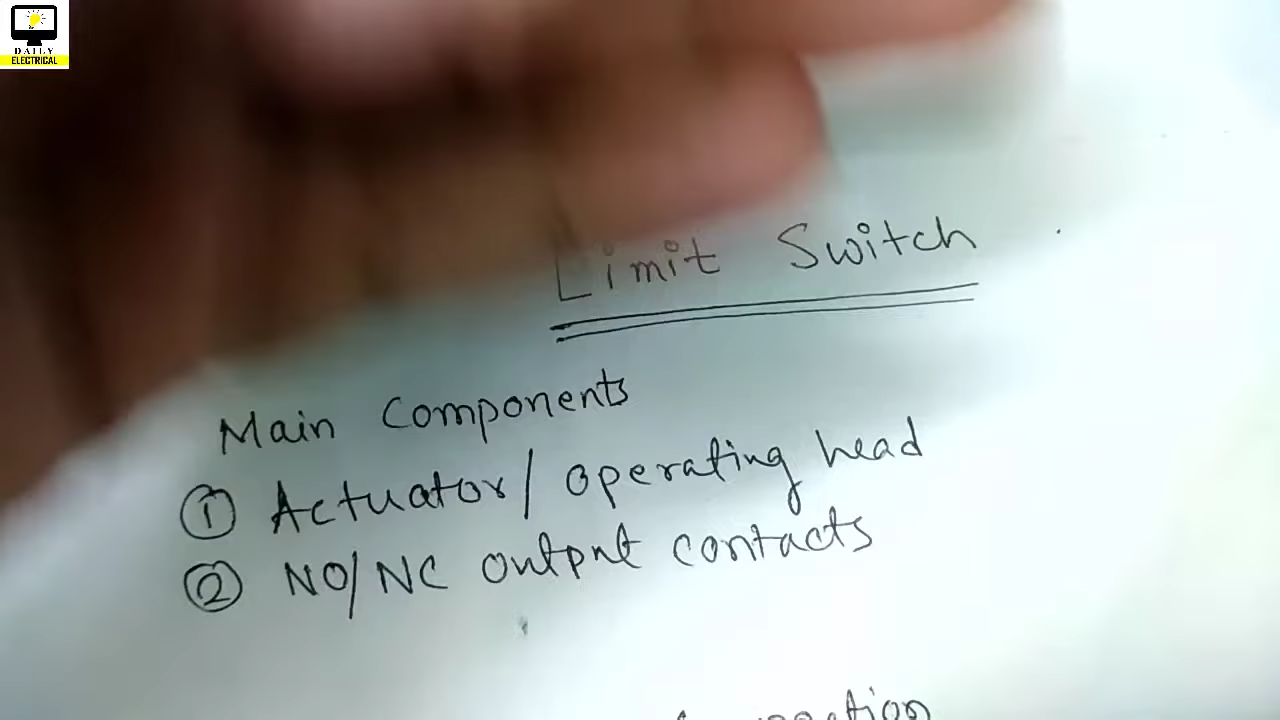 DAILY
ELECTRICAL
Limit Switch
Main Components
① Actuator/operating head
② NO/NC output contacts